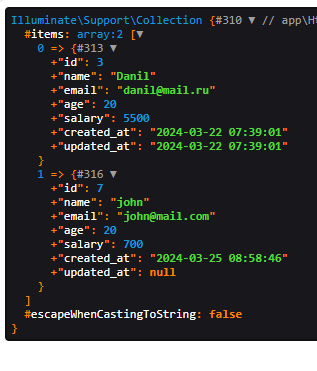 Illuminate\Support\Collection {#310 ▼ // app\Ht
#items: array:2 [▼
0 => {#313 ▼
+"id": 3
+"name": "Danil"
+"email": "danil@mail.ru"
+"age": 20
+"salary": 5500
+"created_at": "2024-03-22 07:39:01"
+"updated_at": "2024-03-22 07:39:01"
}
1 => {#316 ▼
+"id": 7
+"name": "john"
+"email": "john@mail.com"
+"age": 20
+"salary": 700
+"created_at": "2024-03-25 08:58:46"
+"updated_at": null
}
]
#escapeWhenCastingToString: false
}